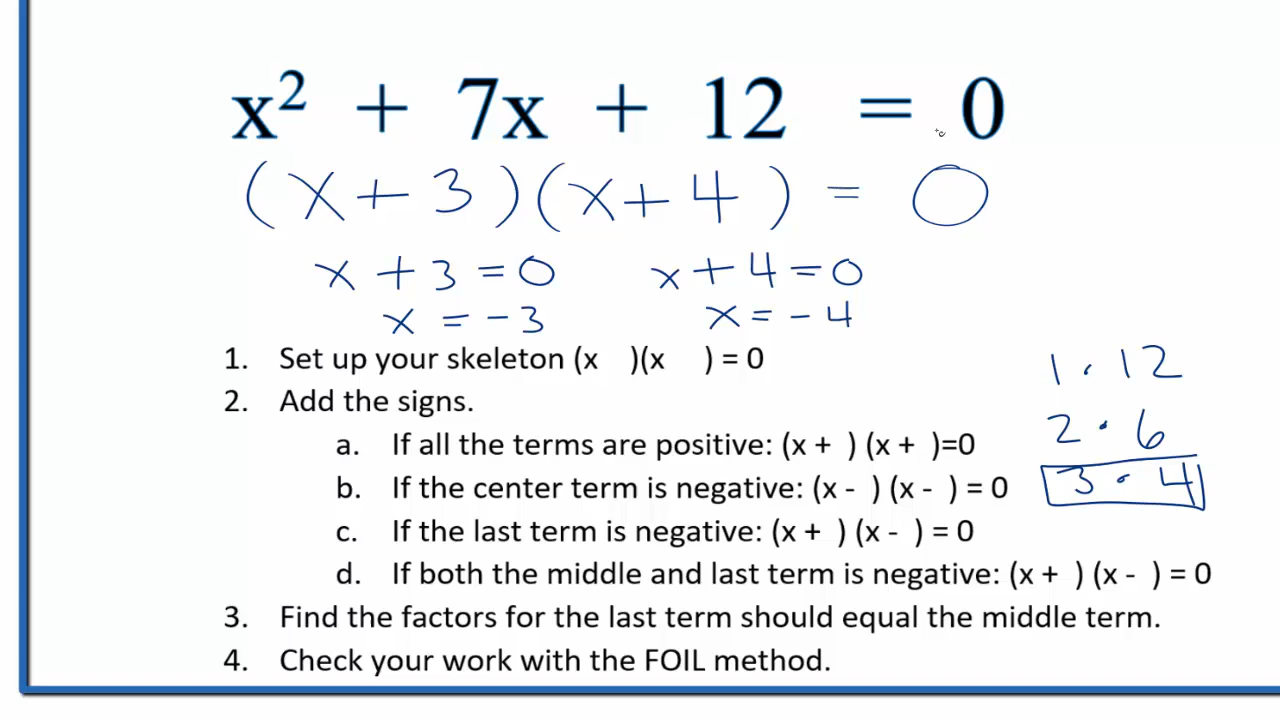 x² + 7x + 12 = 0
(x + 3)(x + 4) = 0
x + 3 = 0 x + 4 = 0
x = -3 x = -4
1. Set up your skeleton (x )(x ) = 0
1 · 12
2. Add the signs.
2 · 6
a. If all the terms are positive: (x + ) (x + )=0
3 · 4
b. If the center term is negative: (x - ) (x - ) = 0
c. If the last term is negative: (x + ) (x - ) = 0
d. If both the middle and last term is negative: (x + ) (x - ) = 0
3. Find the factors for the last term should equal the middle term.
4. Check your work with the FOIL method.